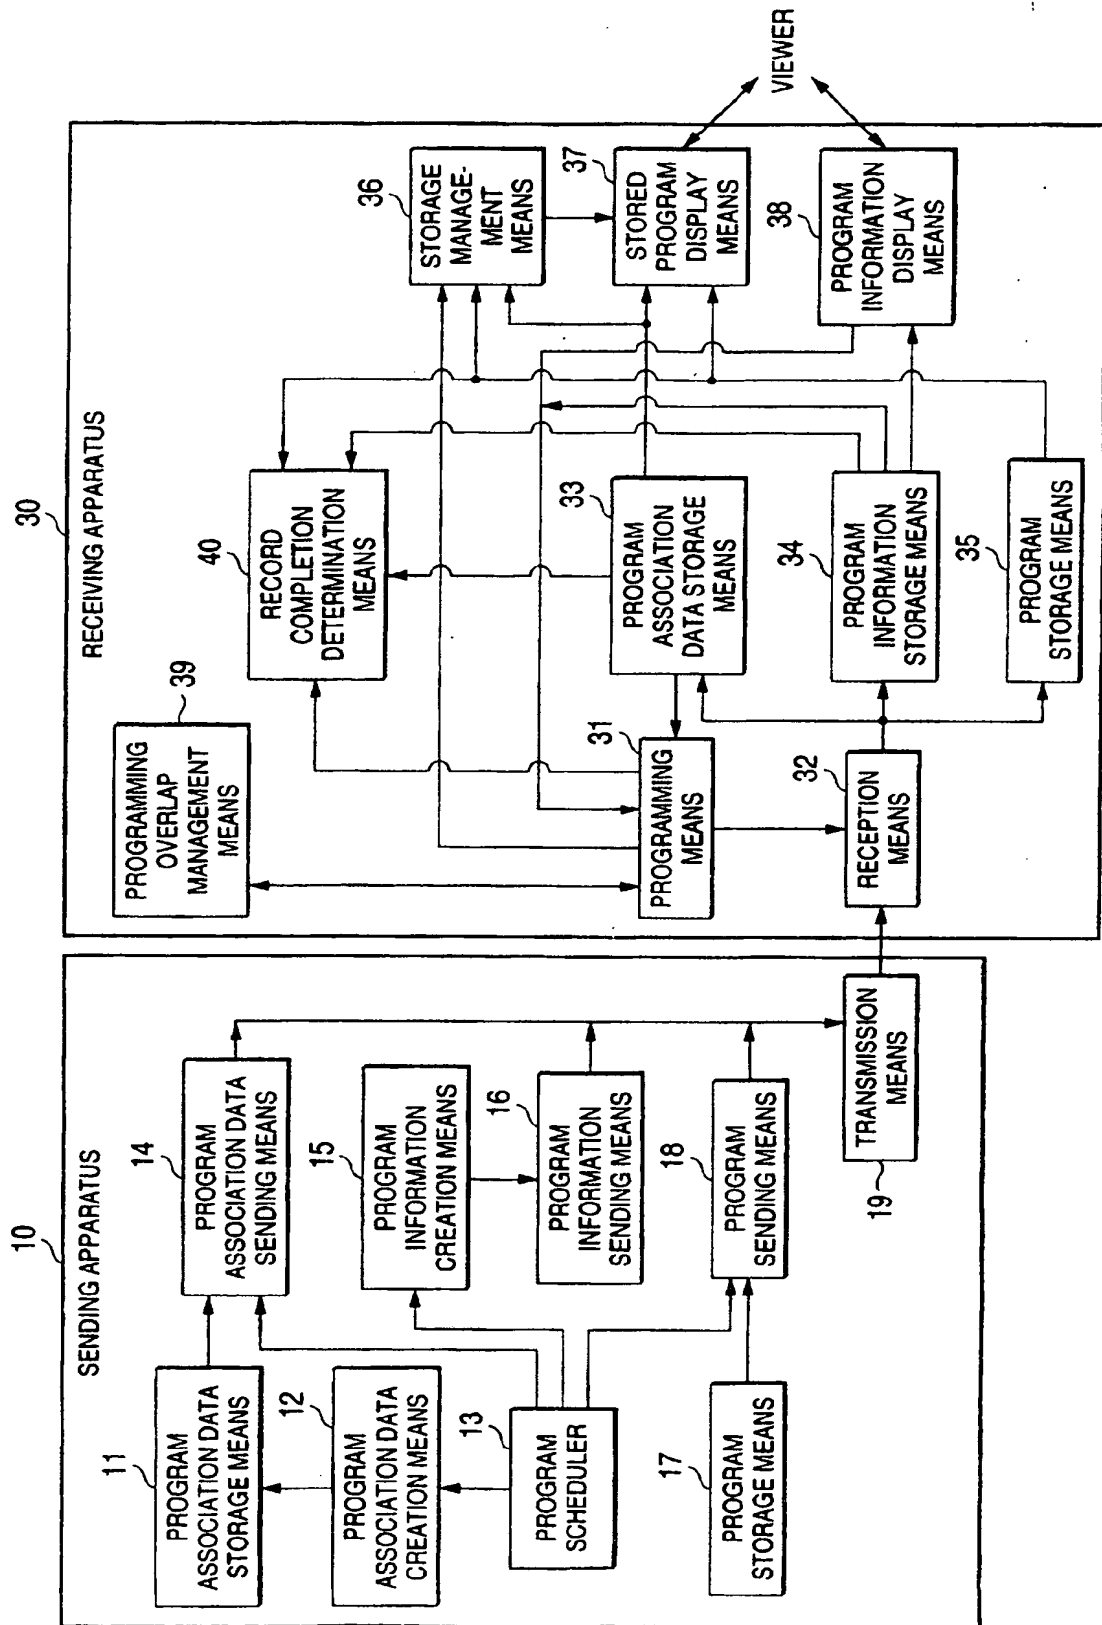 10
SENDING APPARATUS
11
PROGRAM
ASSOCIATION DATA
STORAGE MEANS
12
PROGRAM
ASSOCIATION DATA
CREATION MEANS
13
PROGRAM
SCHEDULER
17
PROGRAM
STORAGE MEANS
14
PROGRAM
ASSOCIATION DATA
SENDING MEANS
15
PROGRAM
INFORMATION
CREATION MEANS
16
PROGRAM
INFORMATION
SENDING MEANS
18
PROGRAM
SENDING MEANS
TRANSMISSION
MEANS
19
30
RECEIVING APPARATUS
39
PROGRAMMING
OVERLAP
MANAGEMENT
MEANS
31
PROGRAMMING
MEANS
32
RECEPTION
MEANS
40
RECORD
COMPLETION
DETERMINATION
MEANS
33
PROGRAM
ASSOCIATION
DATA STORAGE
MEANS
34
PROGRAM
INFORMATION
STORAGE MEANS
35
PROGRAM
STORAGE MEANS
36
STORAGE
MANAGE-
MENT
MEANS
37
STORED
PROGRAM
DISPLAY
MEANS
38
PROGRAM
INFORMATION
DISPLAY
MEANS
VIEWER